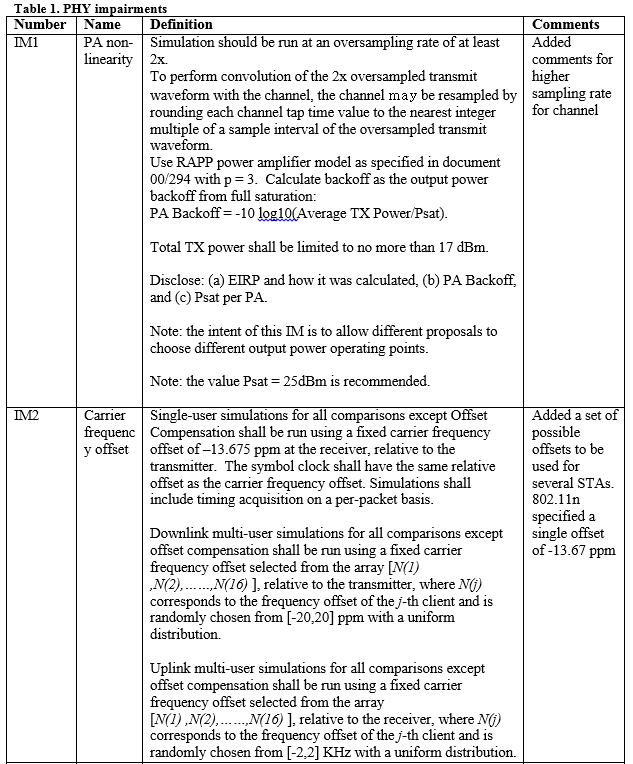 Table 1. PHY impairments
Number Name Definition Comments
IM1
PA non-
linearity
Simulation should be run at an oversampling rate of at least
2x.
To perform convolution of the 2x oversampled transmit
waveform with the channel, the channel may be resampled by
rounding each channel tap time value to the nearest integer
multiple of a sample interval of the oversampled transmit
waveform.
Use RAPP power amplifier model as specified in document
00/294 with p = 3. Calculate backoff as the output power
backoff from full saturation:
PA Backoff = -10 log10(Average TX Power/Psat).
Total TX power shall be limited to no more than 17 dBm.
Disclose: (a) EIRP and how it was calculated, (b) PA Backoff,
and (c) Psat per PA.
Note: the intent of this IM is to allow different proposals to
choose different output power operating points.
Note: the value Psat = 25dBm is recommended.
Added
comments for
higher
sampling rate
for channel
IM2
Carrier
frequenc
y offset
Single-user simulations for all comparisons except Offset
Compensation shall be run using a fixed carrier frequency
offset of –13.675 ppm at the receiver, relative to the
transmitter. The symbol clock shall have the same relative
offset as the carrier frequency offset. Simulations shall
include timing acquisition on a per-packet basis.
Downlink multi-user simulations for all comparisons except
offset compensation shall be run using a fixed carrier
frequency offset selected from the array [N(1)
,N(2),……,N(16) ], relative to the transmitter, where N(j)
corresponds to the frequency offset of the j-th client and is
randomly chosen from [-20,20] ppm with a uniform
distribution.
Uplink multi-user simulations for all comparisons except
offset compensation shall be run using a fixed carrier
frequency offset selected from the array
[N(1) ,N(2),……,N(16) ], relative to the receiver, where N(j)
corresponds to the frequency offset of the j-th client and is
randomly chosen from [-2,2] KHz with a uniform distribution.
Added a set of
possible
offsets to be
used for
several STAs.
802.11n
specified a
single offset
of -13.67 ppm